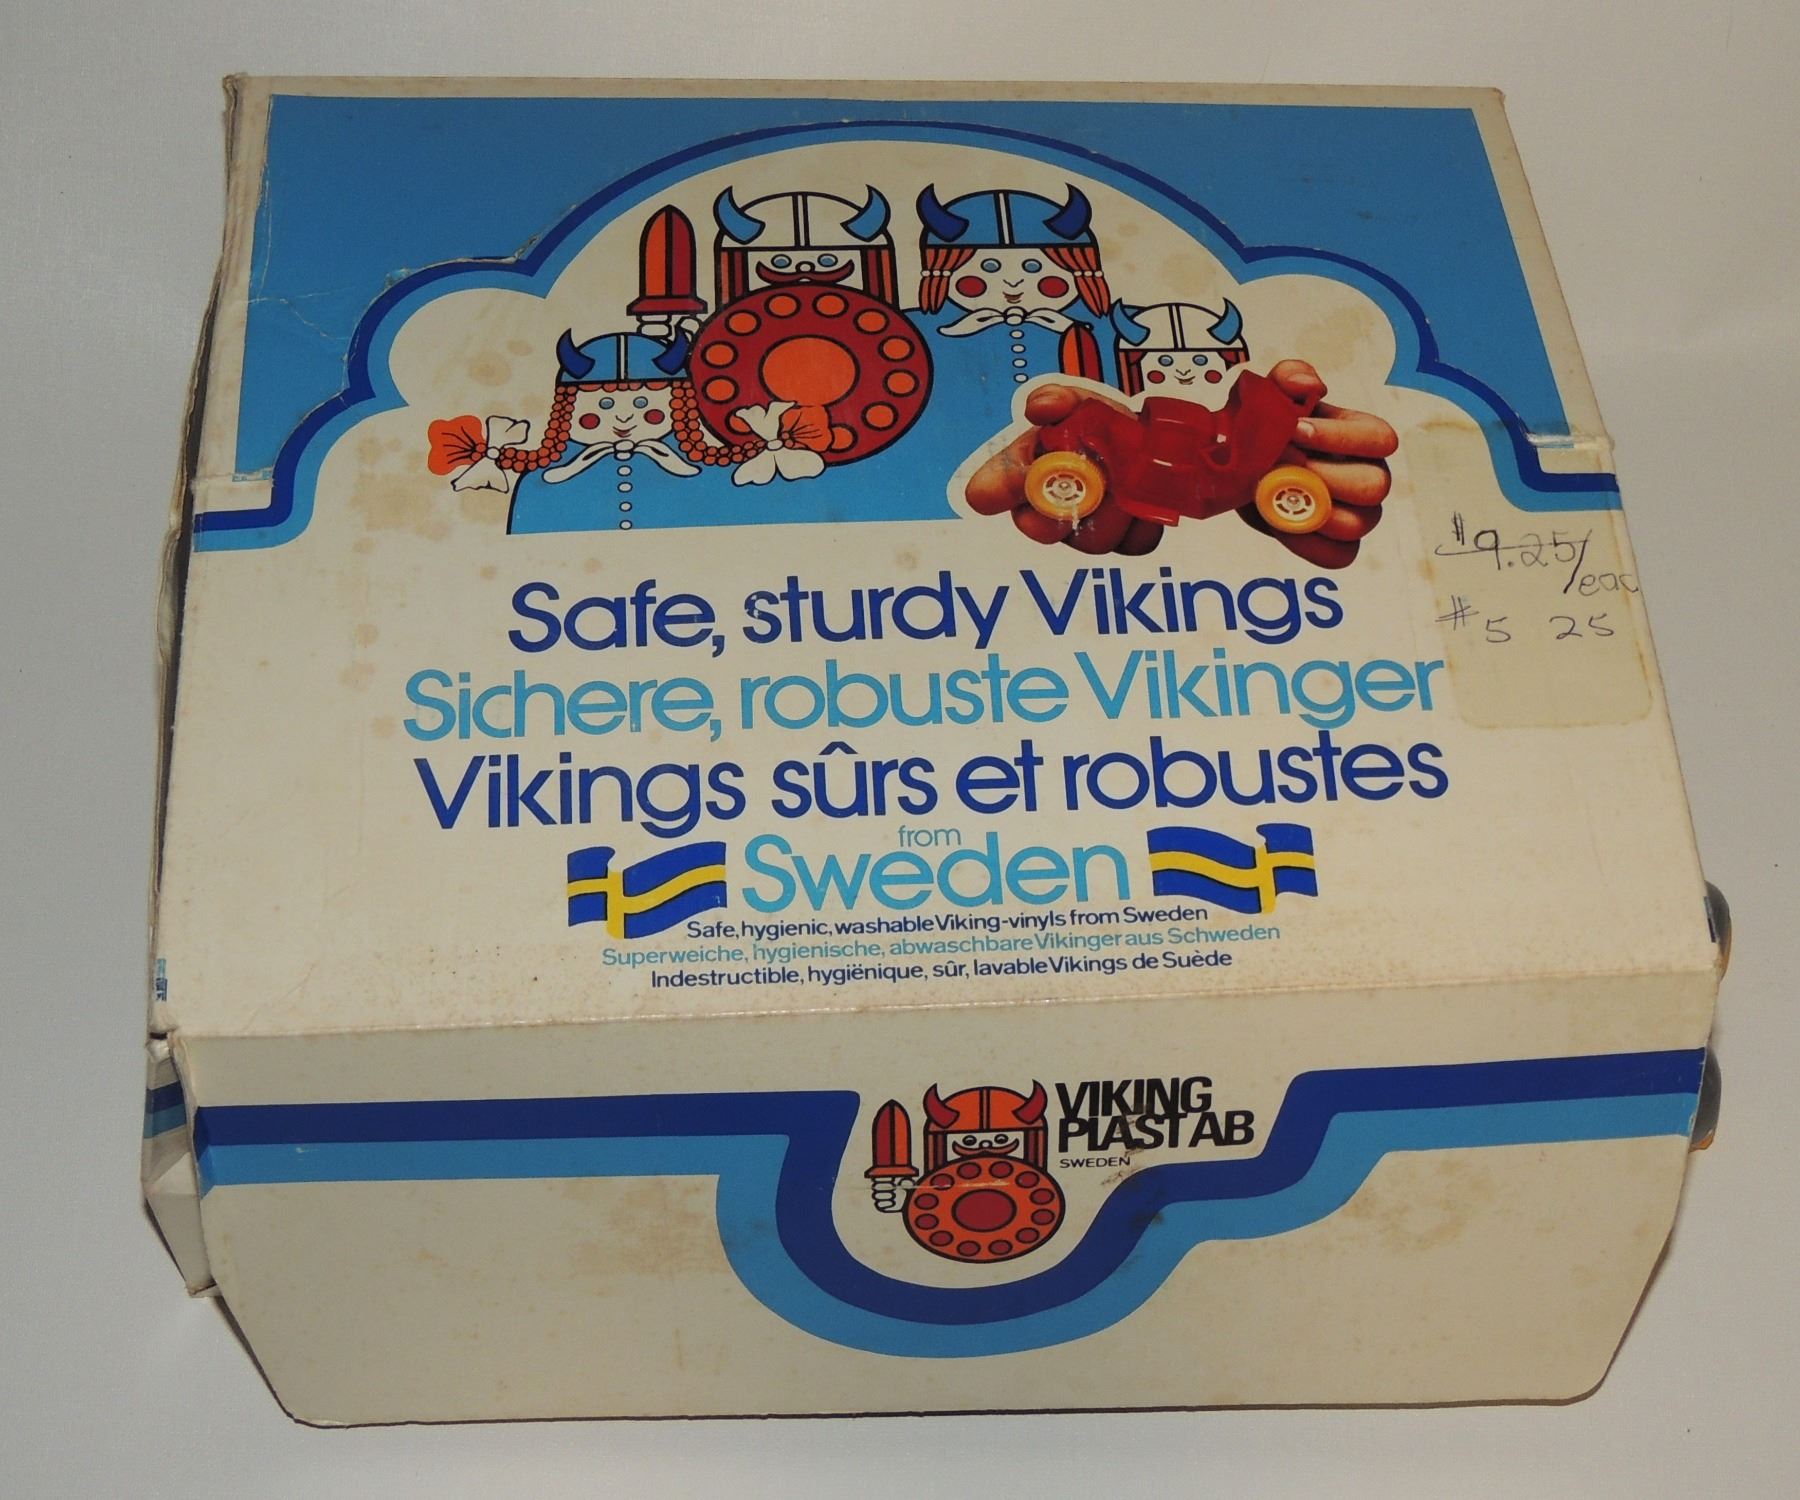 $9.25/
Safe, sturdy Vikings
$5 25
Sichere, robuste Vikinger
Vikings sûrs et robustes
from
Sweden
Safe, hygienic, washable Viking-vinyls from Sweden
Superweiche, hygienische, abwaschbare Vikinger aus Schweden
Indestructible, hygiënique, sûr, lavable Vikings de Suède
VIKING
PLAST AB
SWEDEN